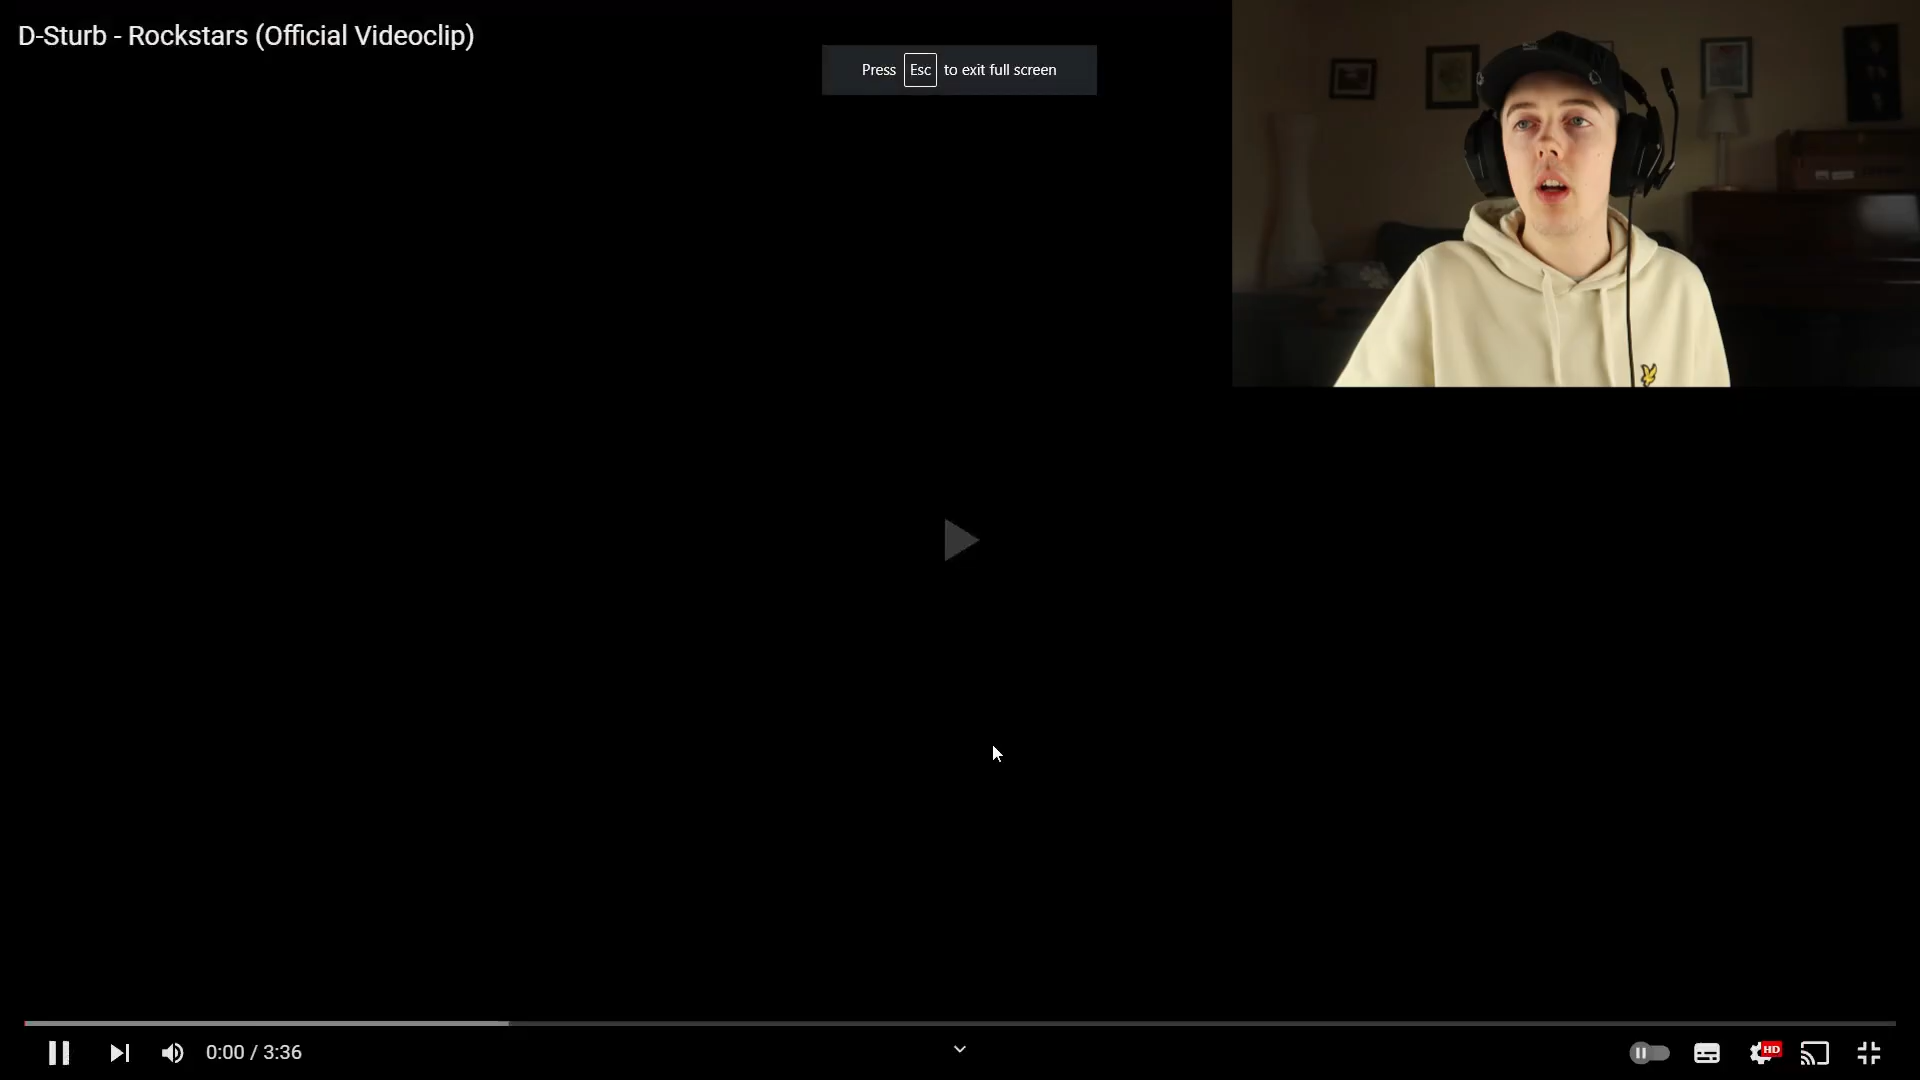 D-Sturb - Rockstars (Official Videoclip)
Press Esc to exit full screen
0:00 / 3:36
HD